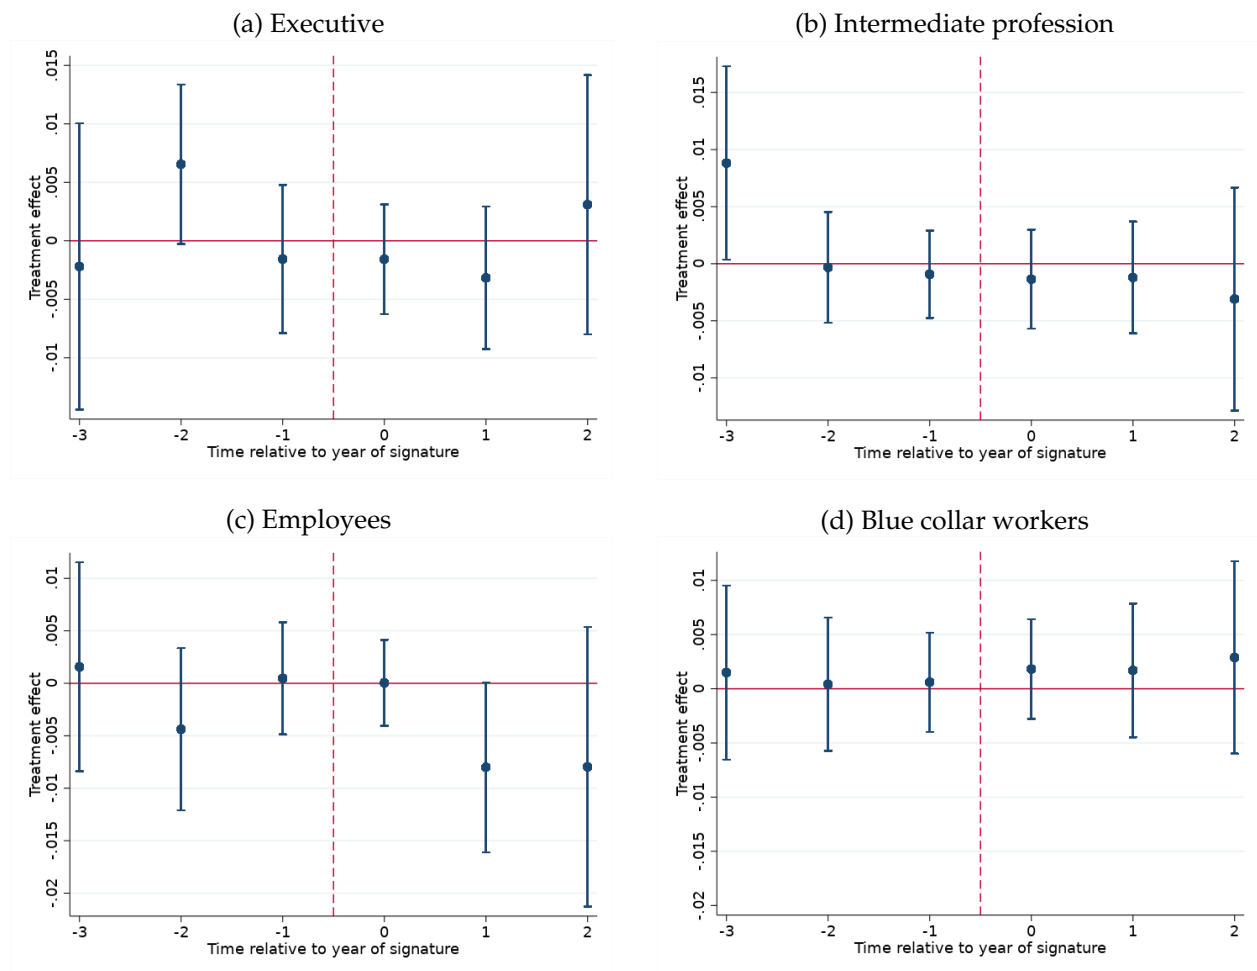 (a) Executive
.015
.01
.005
0
-.005
-.01
Treatment effect
-3 -2 -1 0 1 2
Time relative to year of signature
(b) Intermediate profession
.015
.01
.005
0
-.005
-.01
Treatment effect
-3 -2 -1 0 1 2
Time relative to year of signature
(c) Employees
.01
.005
0
-.005
-.01
-.015
-.02
Treatment effect
-3 -2 -1 0 1 2
Time relative to year of signature
(d) Blue collar workers
.01
.005
0
-.005
-.01
-.015
-.02
Treatment effect
-3 -2 -1 0 1 2
Time relative to year of signature